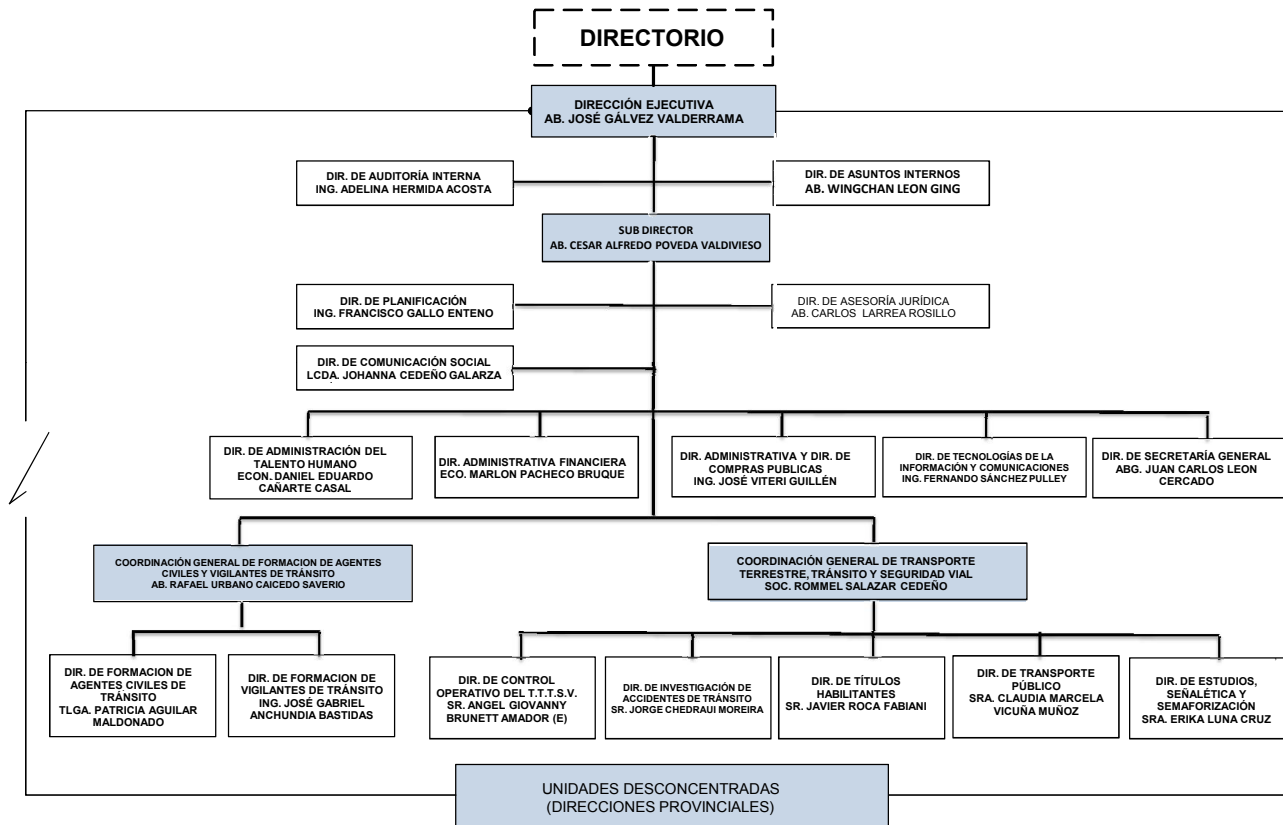 DIRECTORIO
DIRECCIÓN EJECUTIVA
AB. JOSÉ GÁLVEZ VALDERRAMA
DIR. DE AUDITORÍA INTERNA
ING. ADELINA HERMIDA ACOSTA
DIR. DE ASUNTOS INTERNOS
AB. WINGCHAN LEON GING
SUB DIRECTOR
AB. CESAR ALFREDO POVEDA VALDIVIESO
DIR. DE PLANIFICACIÓN
ING. FRANCISCO GALLO ENTENO
DIR. DE ASESORÍA JURÍDICA
AB. CARLOS LARREA ROSILLO
DIR. DE COMUNICACIÓN SOCIAL
LCDA. JOHANNA CEDEÑO GALARZA
DIR. DE ADMINISTRACIÓN DEL
TALENTO HUMANO
ECON. DANIEL EDUARDO
CAÑARTE CASAL
DIR. ADMINISTRATIVA FINANCIERA
ECO. MARLON PACHECO BRUQUE
DIR. ADMINISTRATIVA Y DIR. DE
COMPRAS PUBLICAS
ING. JOSÉ VITERI GUILLÉN
DIR. DE TECNOLOGÍAS DE LA
INFORMACIÓN Y COMUNICACIONES
ING. FERNANDO SÁNCHEZ PULLEY
DIR. DE SECRETARÍA GENERAL
ABG. JUAN CARLOS LEON
CERCADO
COORDINACIÓN GENERAL DE FORMACION DE AGENTES
CIVILES Y VIGILANTES DE TRÁNSITO
AB. RAFAEL URBANO CAICEDO SAVERIO
COORDINACIÓN GENERAL DE TRANSPORTE
TERRESTRE, TRÁNSITO Y SEGURIDAD VIAL
SOC. ROMMEL SALAZAR CEDEÑO
DIR. DE FORMACION DE
AGENTES CIVILES DE
TRÁNSITO
TLGA. PATRICIA AGUILAR
MALDONADO
DIR. DE FORMACION DE
VIGILANTES DE TRÁNSITO
ING. JOSÉ GABRIEL
ANCHUNDIA BASTIDAS
DIR. DE CONTROL
OPERATIVO DEL T.T.T.S.V.
SR. ANGEL GIOVANNY
BRUNETT AMADOR (E)
DIR. DE INVESTIGACIÓN DE
ACCIDENTES DE TRÁNSITO
SR. JORGE CHEDRAUI MOREIRA
DIR. DE TÍTULOS
HABILITANTES
SR. JAVIER ROCA FABIANI
DIR. DE TRANSPORTE
PÚBLICO
SRA. CLAUDIA MARCELA
VICUÑA MUÑOZ
DIR. DE ESTUDIOS,
SEÑALÉTICA Y
SEMAFORIZACIÓN
SRA. ERIKA LUNA CRUZ
UNIDADES DESCONCENTRADAS
(DIRECCIONES PROVINCIALES)